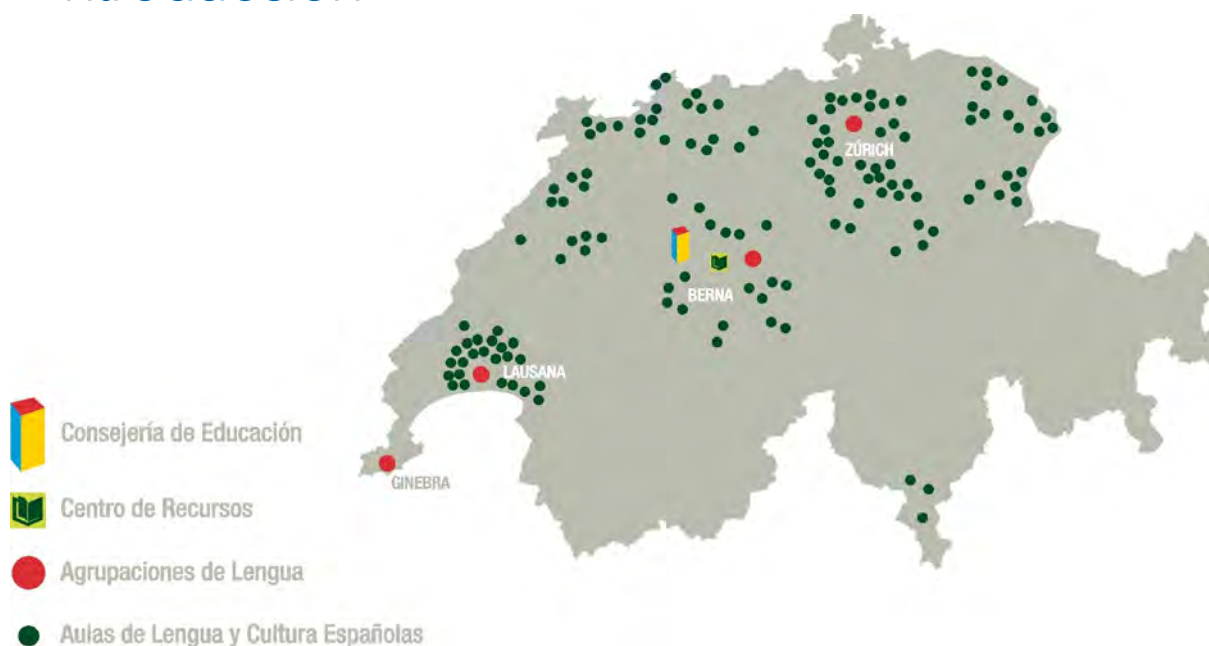 ZÚRICH
BERNA
LAUSANA
GINEBRA
Consejería de Educación
Centro de Recursos
Agrupaciones de Lengua
Aulas de Lengua y Cultura Españolas